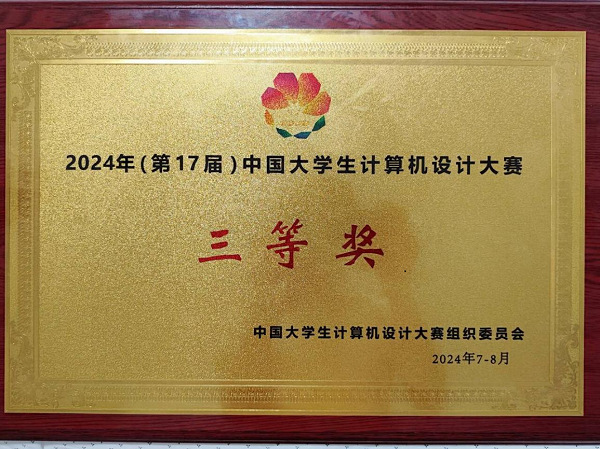 2024年(第17届)中国大学生计算机设计大赛
三等奖
中国大学生计算机设计大赛组织委员会
2024年7-8月